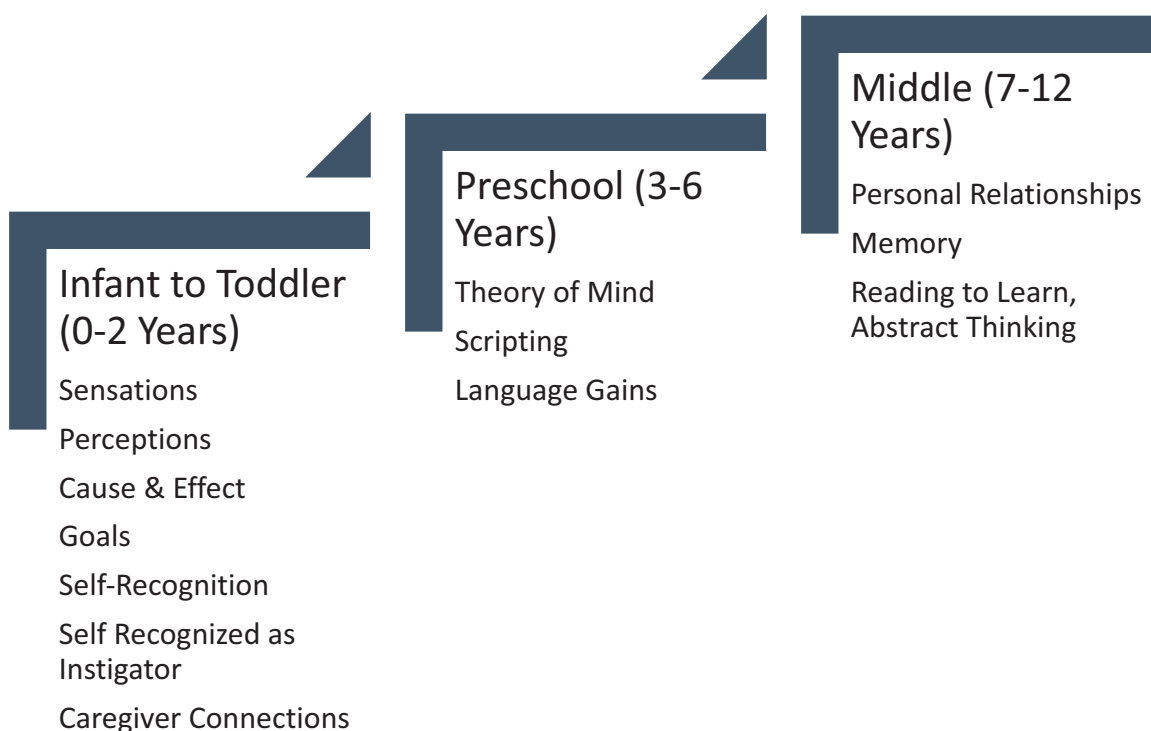 Infant to Toddler
(0-2 Years)
Sensations
Perceptions
Cause & Effect
Goals
Self-Recognition
Self Recognized as
Instigator
Caregiver Connections
Preschool (3-6
Years)
Theory of Mind
Scripting
Language Gains
Middle (7-12
Years)
Personal Relationships
Memory
Reading to Learn,
Abstract Thinking